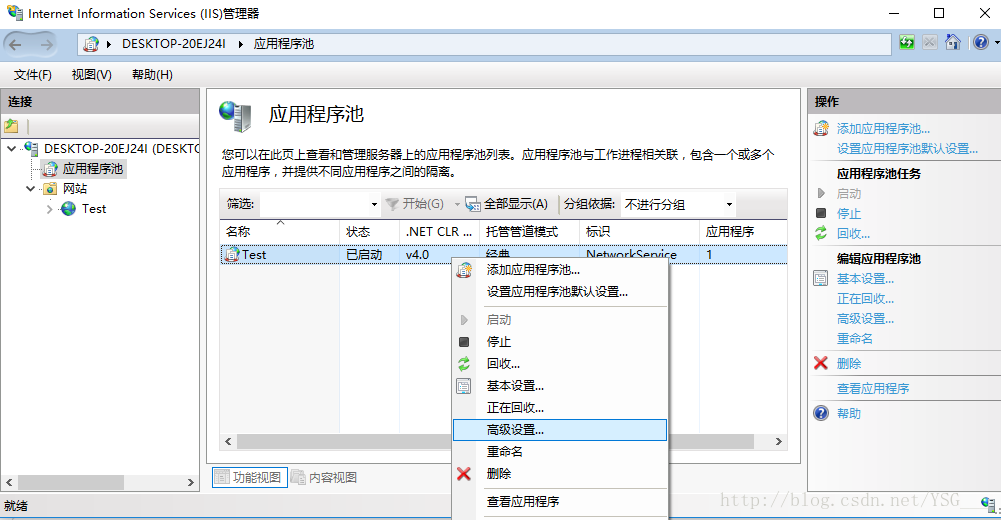 Internet Information Services (IIS)管理器
DESKTOP-20EJ24I
应用程序池
文件(F) 视图(V) 帮助(H)
连接
DESKTOP-20EJ24I (DESKTO
应用程序池
网站
Test
应用程序池
您可以在此页上查看和管理服务器上的应用程序池列表。应用程序池与工作进程相关联，包含一个或多个
应用程序，并提供不同应用程序之间的隔离。
筛选: 开始(G) 全部显示(A) 分组依据: 不进行分组
名称 状态 .NET CLR ... 托管管道模式 标识 应用程序
Test 已启动 v4.0 经典 NetworkService 1
添加应用程序池...
设置应用程序池默认设置...
启动
停止
回收...
基本设置...
正在回收...
高级设置...
重命名
删除
查看应用程序
功能视图 内容视图
就绪
操作
添加应用程序池...
设置应用程序池默认设置...
应用程序池任务
启动
停止
回收...
编辑应用程序池
基本设置...
正在回收...
高级设置...
重命名
删除
查看应用程序
帮助
http://blog.csdn.net/YSG